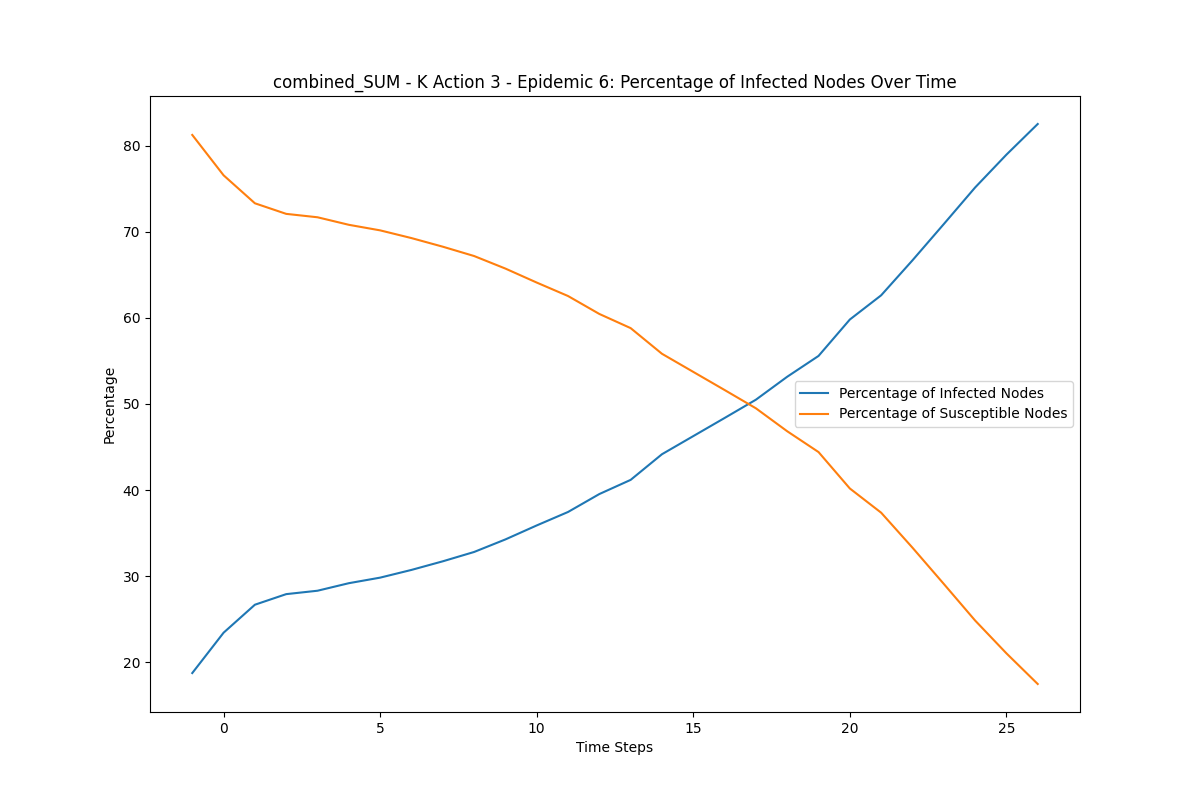 combined_SUM - K Action 3 - Epidemic 6: Percentage of Infected Nodes Over Time
80
70
60
50
40
30
20
Percentage
Percentage of Infected Nodes
Percentage of Susceptible Nodes
0 5 10 15 20 25
Time Steps